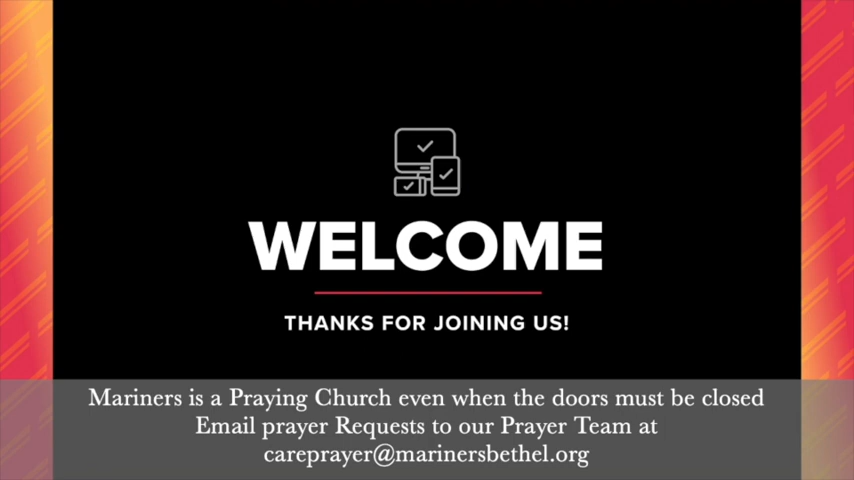 WELCOME
THANKS FOR JOINING US!
Mariners is a Praying Church even when the doors must be closed
Email prayer Requests to our Prayer Team at
careprayer@marinersbethel.org